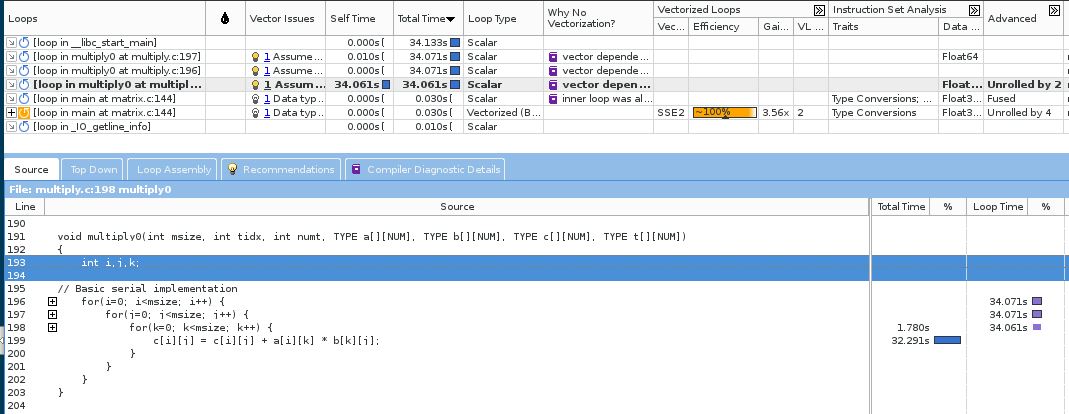 Loops Vector Issues Self Time Total Time Loop Type Why No Vectorization? Vectorized Loops Instruction Set Analysis Advanced
Vec... Efficiency Gai... VL ... Traits Data ...
[loop in __libc_start_main] 0.000s[ 34.133s Scalar
[loop in multiply0 at multiply.c:197] 1 Assume... 0.010s[ 34.071s Scalar vector depende... Float64
[loop in multiply0 at multiply.c:196] 1 Assume... 0.000s[ 34.071s Scalar vector depende...
[loop in multiply0 at multipl... 1 Assum... 34.061s 34.061s Scalar vector depen... Float... Unrolled by 2
[loop in main at matrix.c:144] 1 Data typ... 0.000s[ 0.030s[ Scalar inner loop was al... Type Conversions; ... Float3... Fused
[loop in main at matrix.c:144] 1 Data typ... 0.030s[ 0.030s[ Vectorized (B... SSE2 ~100% 3.56x 2 Type Conversions Float3... Unrolled by 4
[loop in _IO_getline_info] 0.000s[ 0.010s[ Scalar
Source Top Down Loop Assembly Recommendations Compiler Diagnostic Details
File: multiply.c:198 multiply0
Line Source Total Time % Loop Time %
190
191 void multiply0(int msize, int tidx, int numt, TYPE a[][NUM], TYPE b[][NUM], TYPE c[][NUM], TYPE t[][NUM])
192 {
193 int i,j,k;
194
195 // Basic serial implementation
196 for(i=0; i<msize; i++) { 34.071s
197 for(j=0; j<msize; j++) { 34.071s
198 for(k=0; k<msize; k++) { 1.780s 34.061s
199 c[i][j] = c[i][j] + a[i][k] * b[k][j]; 32.291s
200 }
201 }
202 }
203 }
204